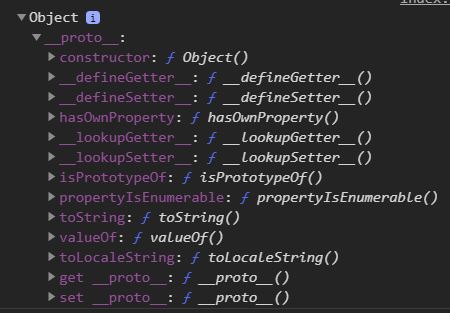 Object i
__proto__:
constructor: ƒ Object()
__defineGetter__: ƒ __defineGetter__()
__defineSetter__: ƒ __defineSetter__()
hasOwnProperty: ƒ hasOwnProperty()
__lookupGetter__: ƒ __lookupGetter__()
__lookupSetter__: ƒ __lookupSetter__()
isPrototypeOf: ƒ isPrototypeOf()
propertyIsEnumerable: ƒ propertyIsEnumerable()
toString: ƒ toString()
valueOf: ƒ valueOf()
toLocaleString: ƒ toLocaleString()
get __proto__: ƒ __proto__()
set __proto__: ƒ __proto__()